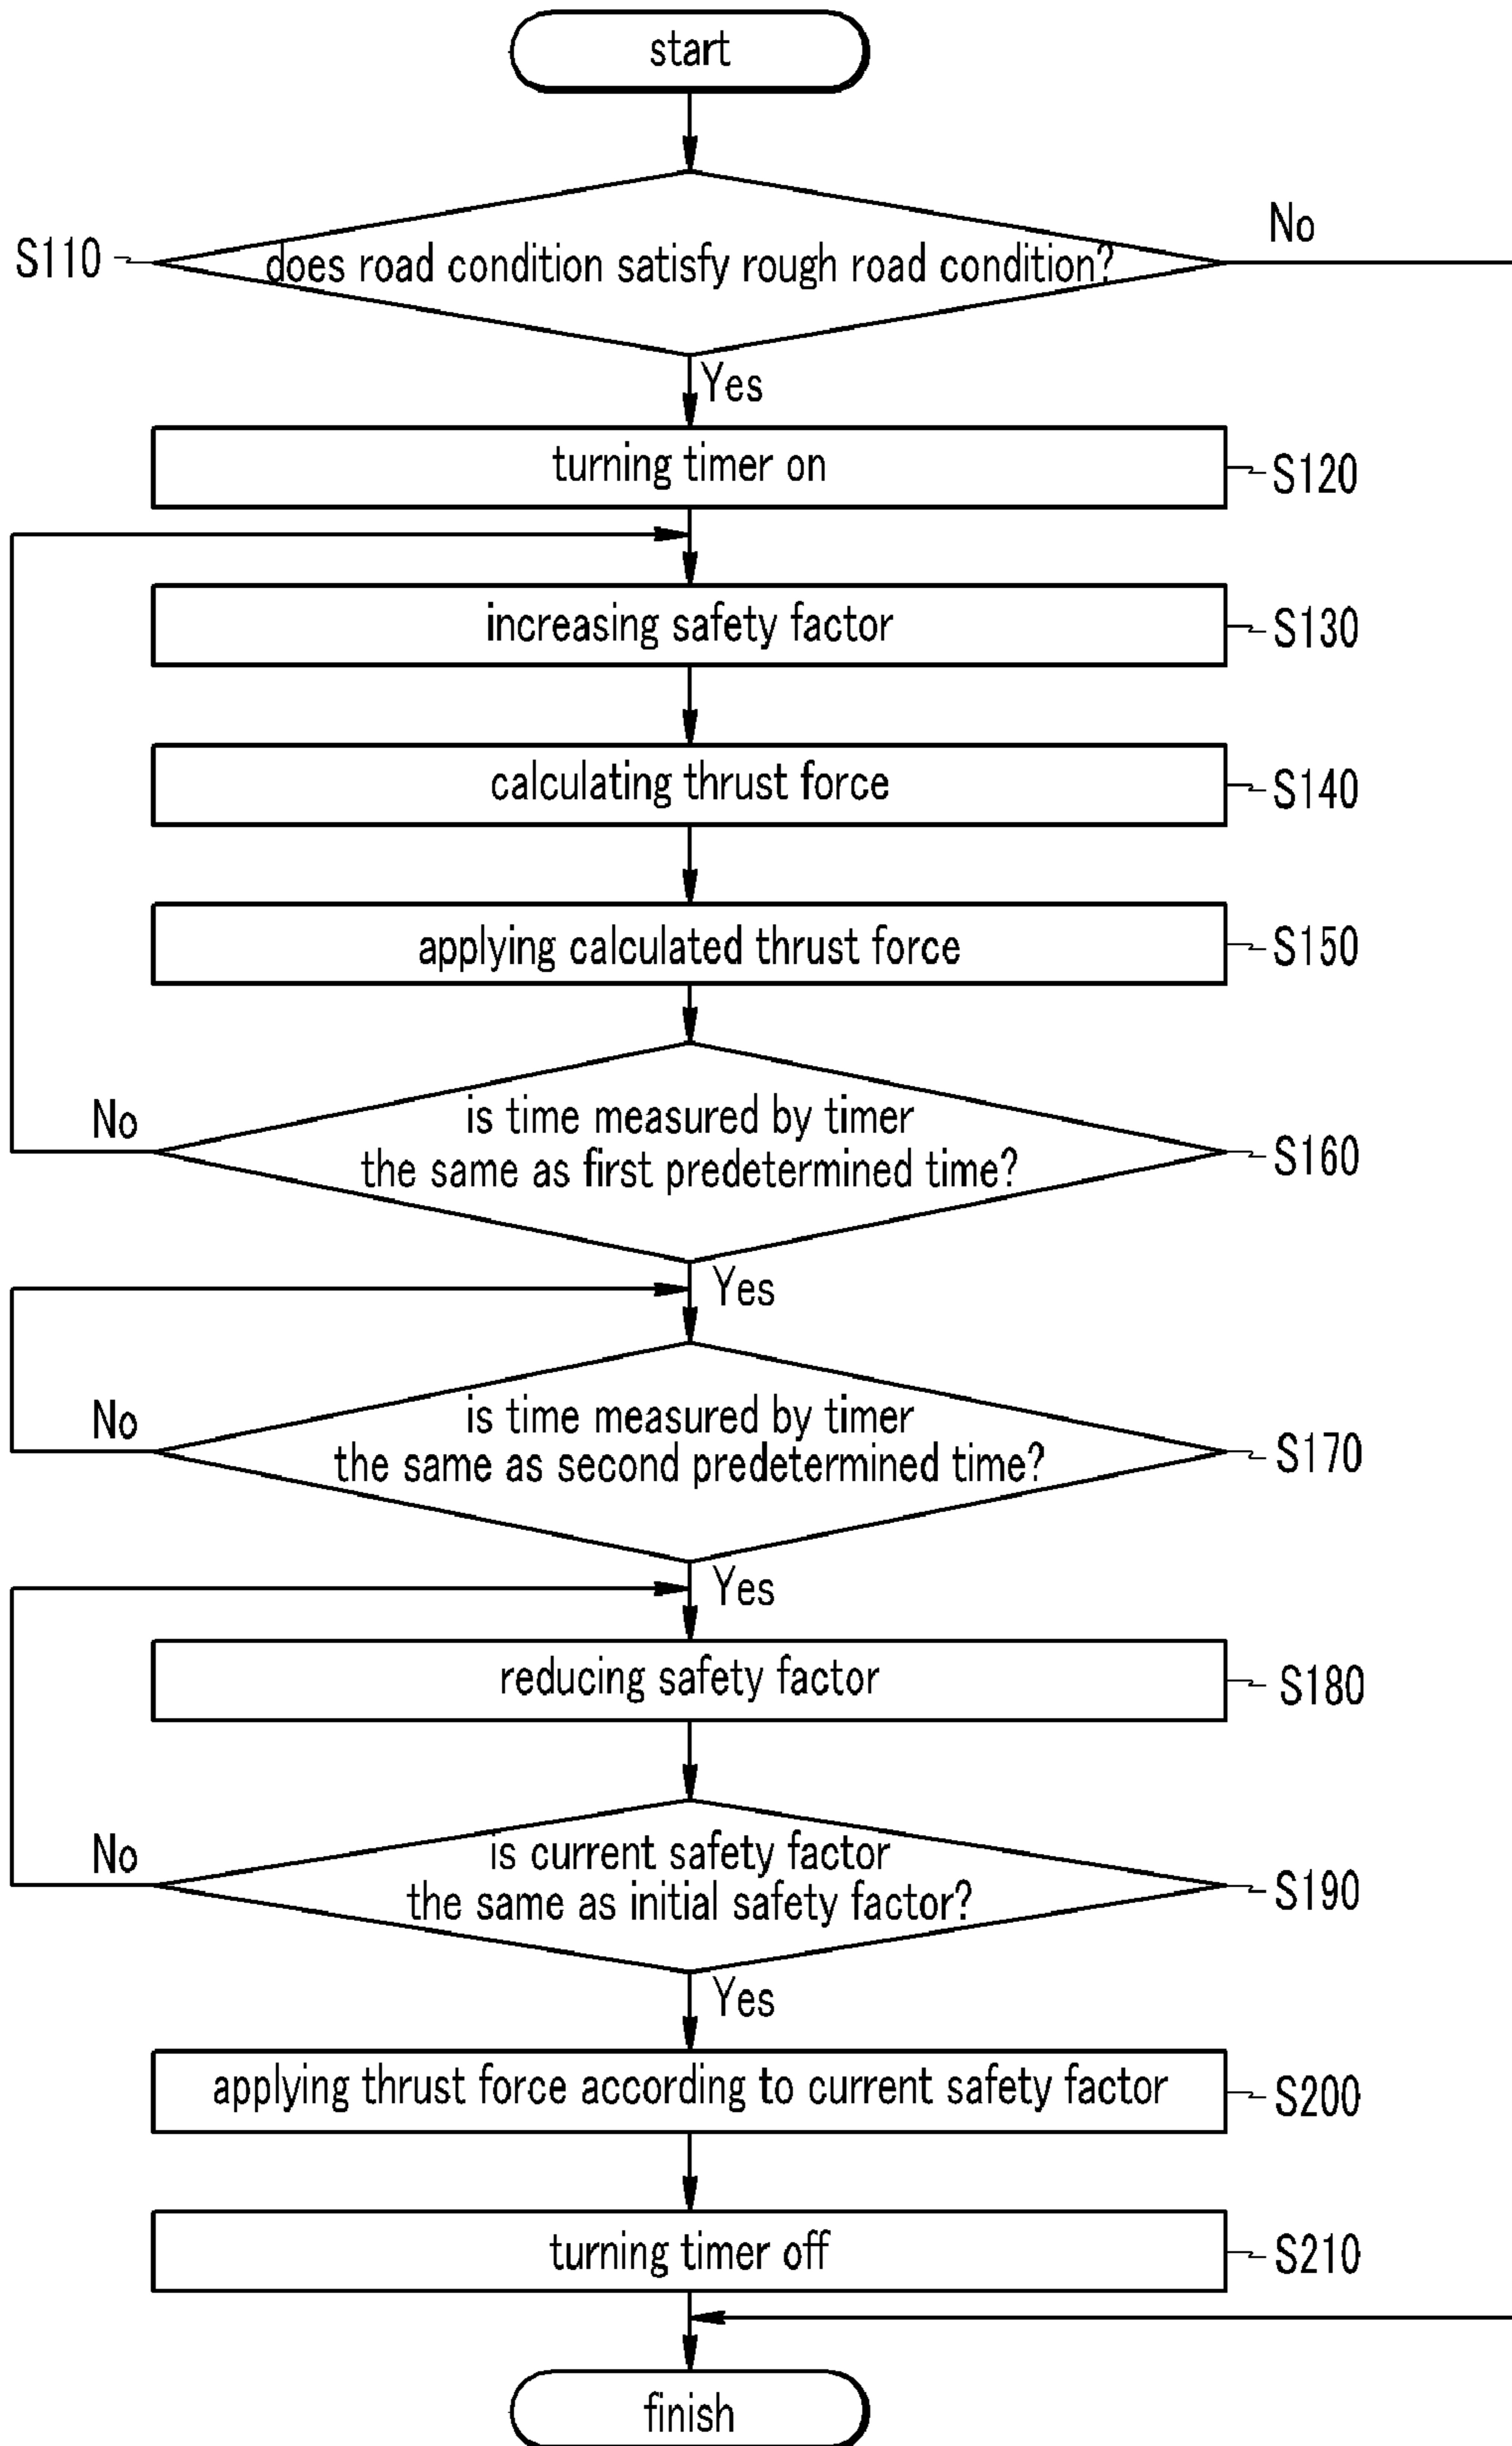 start
No
S110
does road condition satisfy rough road condition?
Yes
turning timer on
S120
increasing safety factor
S130
calculating thrust force
S140
applying calculated thrust force
S150
No
is time measured by timer
the same as first predetermined time?
S160
Yes
No
is time measured by timer
the same as second predetermined time?
S170
Yes
reducing safety factor
S180
No
is current safety factor
the same as initial safety factor?
S190
Yes
applying thrust force according to current safety factor
S200
turning timer off
S210
finish